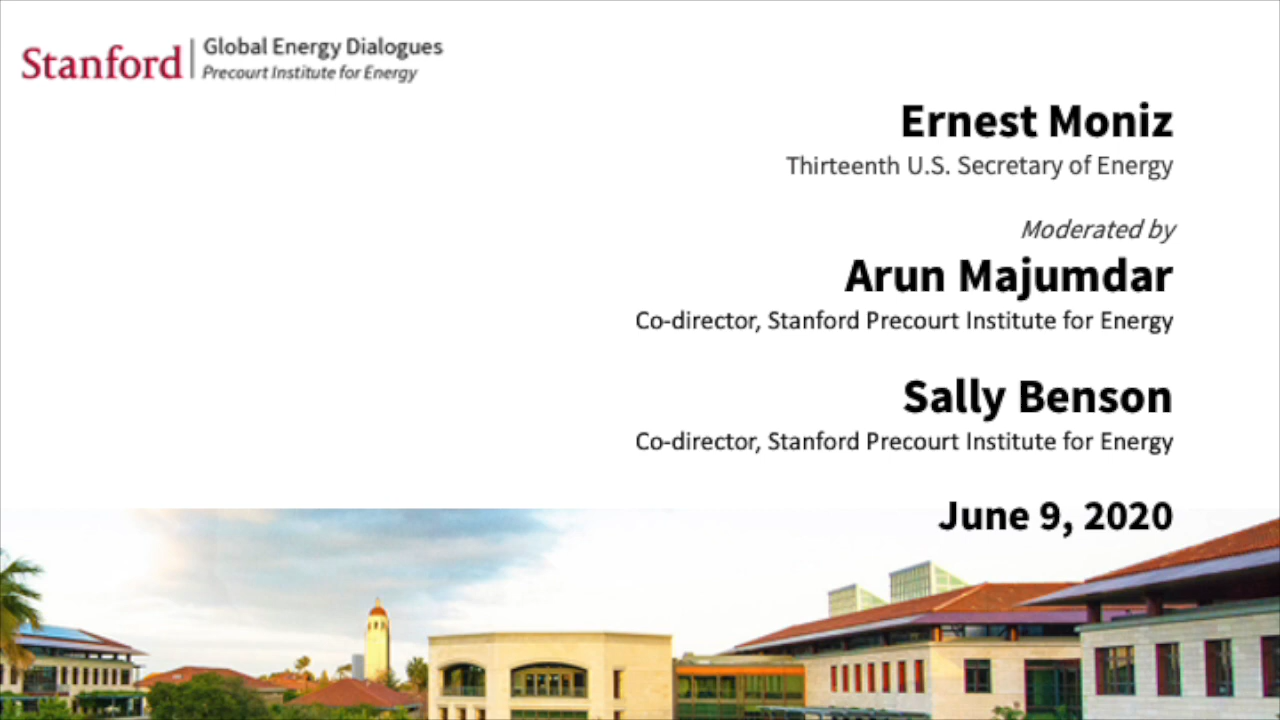 Stanford
Global Energy Dialogues
Precourt Institute for Energy
Ernest Moniz
Thirteenth U.S. Secretary of Energy
Moderated by
Arun Majumdar
Co-director, Stanford Precourt Institute for Energy
Sally Benson
Co-director, Stanford Precourt Institute for Energy
June 9, 2020